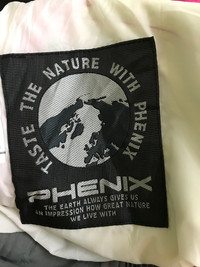 TASTE THE NATURE WITH PHENIX
PHENIX
THE EARTH ALWAYS GIVES US
AN IMPRESSION HOW GREAT NATURE
WE LIVE WITH